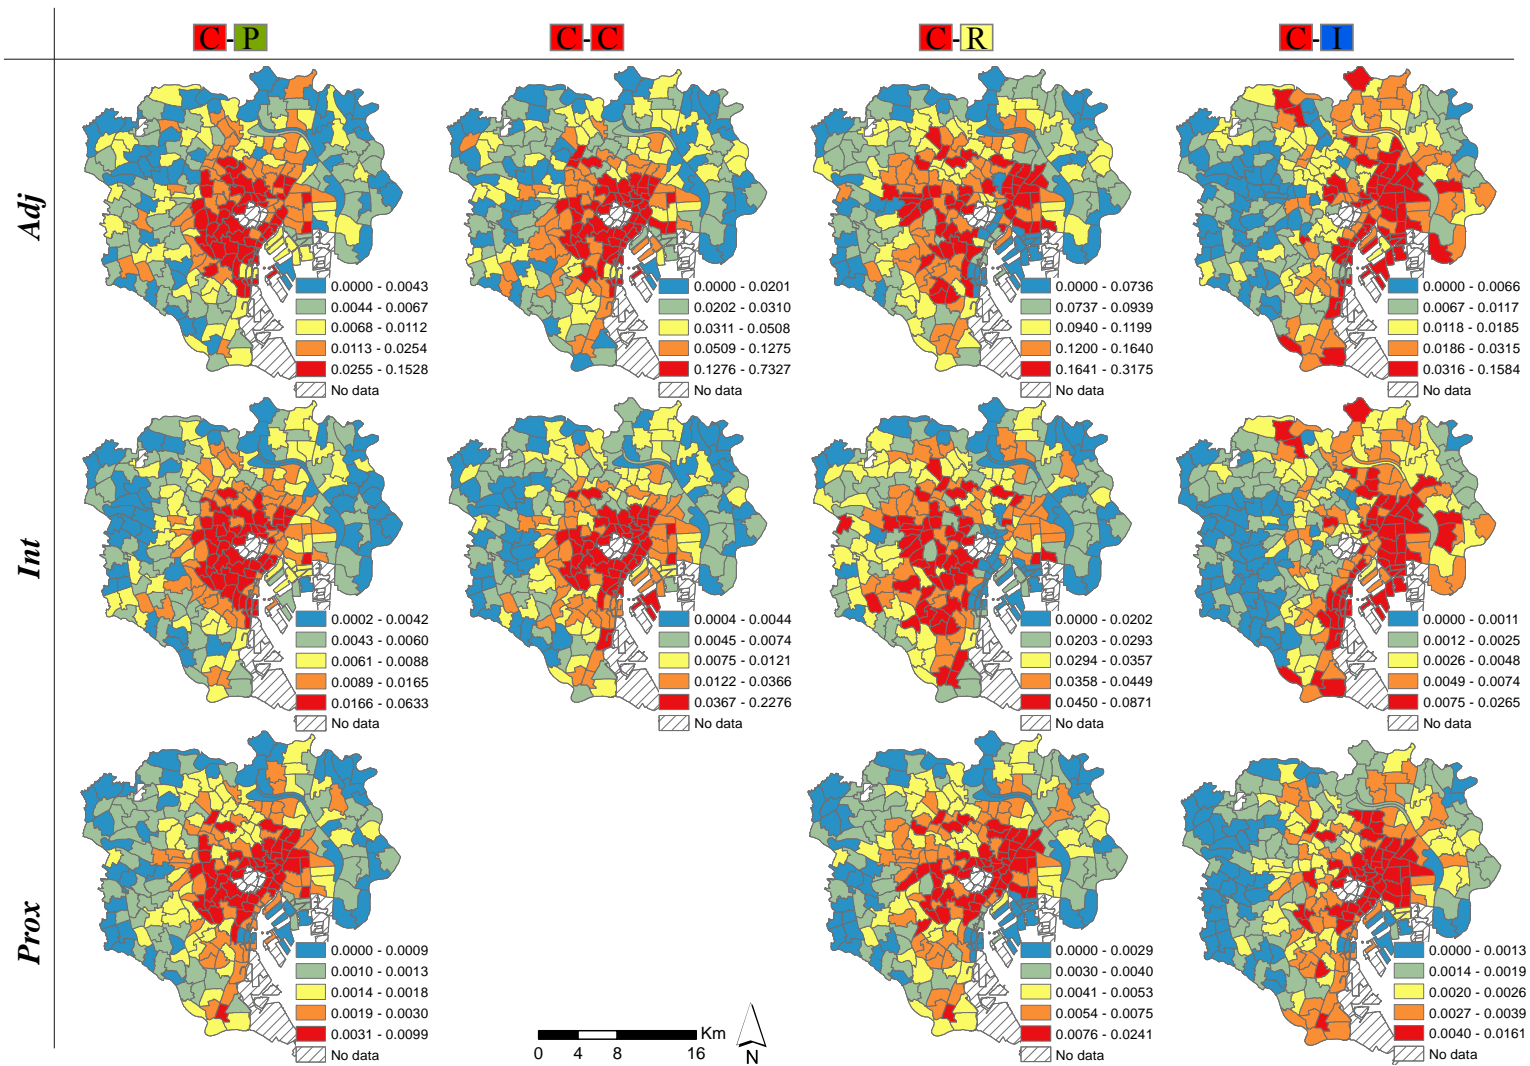 C-P
C-C
C-R
C-I
Adj
0.0000 - 0.0043
0.0044 - 0.0067
0.0068 - 0.0112
0.0113 - 0.0254
0.0255 - 0.1528
No data
0.0000 - 0.0201
0.0202 - 0.0310
0.0311 - 0.0508
0.0509 - 0.1275
0.1276 - 0.7327
No data
0.0000 - 0.0736
0.0737 - 0.0939
0.0940 - 0.1199
0.1200 - 0.1640
0.1641 - 0.3175
No data
0.0000 - 0.0066
0.0067 - 0.0117
0.0118 - 0.0185
0.0186 - 0.0315
0.0316 - 0.1584
No data
Int
0.0002 - 0.0042
0.0043 - 0.0060
0.0061 - 0.0088
0.0089 - 0.0165
0.0166 - 0.0633
No data
0.0004 - 0.0044
0.0045 - 0.0074
0.0075 - 0.0121
0.0122 - 0.0366
0.0367 - 0.2276
No data
0.0000 - 0.0202
0.0203 - 0.0293
0.0294 - 0.0357
0.0358 - 0.0449
0.0450 - 0.0871
No data
0.0000 - 0.0011
0.0012 - 0.0025
0.0026 - 0.0048
0.0049 - 0.0074
0.0075 - 0.0265
No data
Prox
0.0000 - 0.0009
0.0010 - 0.0013
0.0014 - 0.0018
0.0019 - 0.0030
0.0031 - 0.0099
No data
Km
0 4 8 16
N
0.0000 - 0.0029
0.0030 - 0.0040
0.0041 - 0.0053
0.0054 - 0.0075
0.0076 - 0.0241
No data
0.0000 - 0.0013
0.0014 - 0.0019
0.0020 - 0.0026
0.0027 - 0.0039
0.0040 - 0.0161
No data